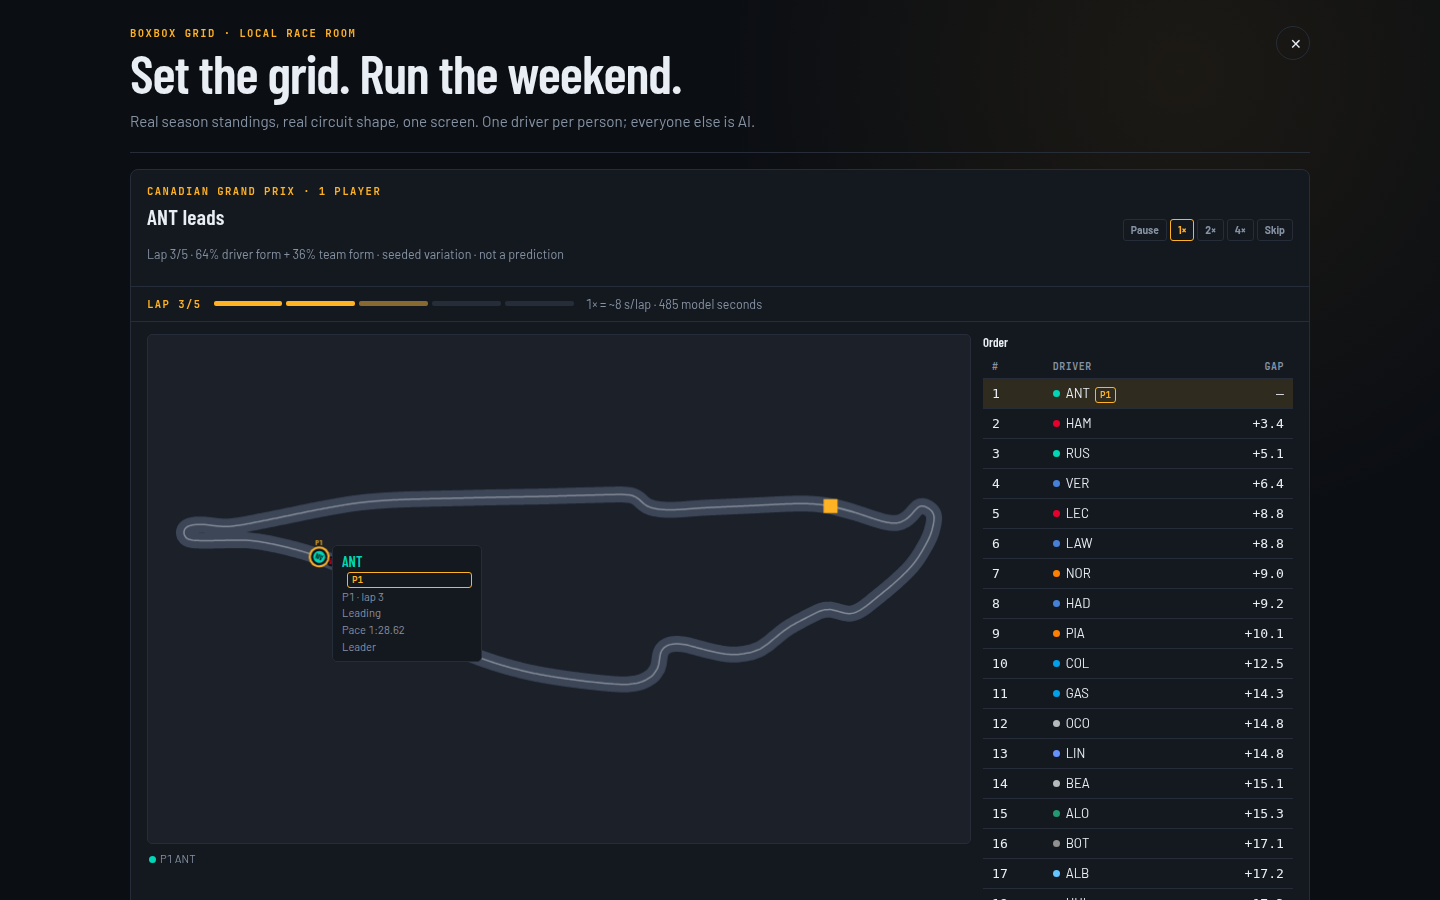 BOXBOX GRID · LOCAL RACE ROOM
Set the grid. Run the weekend.
Real season standings, real circuit shape, one screen. One driver per person; everyone else is AI.
×
CANADIAN GRAND PRIX · 1 PLAYER
ANT leads
Lap 3/5 · 64% driver form + 36% team form · seeded variation · not a prediction
Pause 1× 2× 4× Skip
LAP 3/5 1× = ~8 s/lap · 485 model seconds
P1
ANT
P1
P1 · lap 3
Leading
Pace 1:28.62
Leader
P1 ANT
Order
# DRIVER GAP
1 ANT P1 —
2 HAM +3.4
3 RUS +5.1
4 VER +6.4
5 LEC +8.8
6 LAW +8.8
7 NOR +9.0
8 HAD +9.2
9 PIA +10.1
10 COL +12.5
11 GAS +14.3
12 OCO +14.8
13 LIN +14.8
14 BEA +15.1
15 ALO +15.3
16 BOT +17.1
17 ALB +17.2